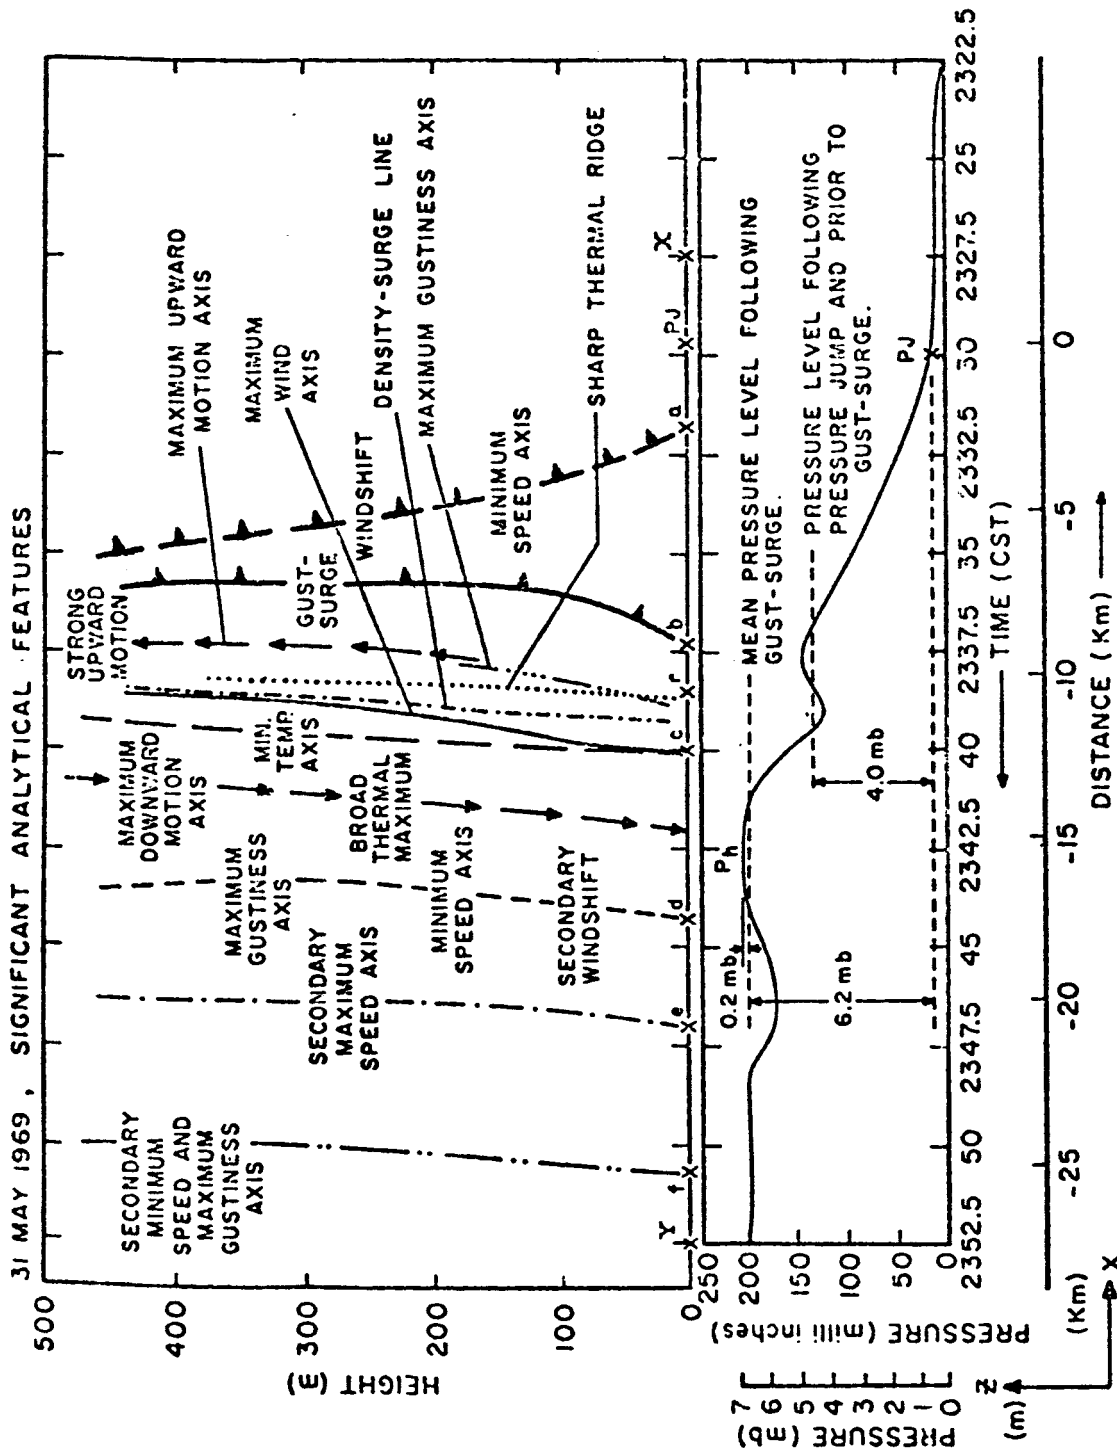 31 MAY 1969 , SIGNIFICANT ANALYTICAL FEATURES
500
400
300
200
100
0
HEIGHT (m)
SECONDARY
MINIMUM
SPEED AND
MAXIMUM
GUSTINESS
AXIS
SECONDARY
MAXIMUM
SPEED AXIS
MAXIMUM
GUSTINESS
AXIS
MINIMUM
SPEED AXIS
SECONDARY
WINDSHIFT
MAXIMUM
DOWNWARD
MOTION
AXIS
BROAD
THERMAL
MAXIMUM
MIN.
TEMP.
AXIS
STRONG
UPWARD
MOTION
GUST-
SURGE
WINDSHIFT
MINIMUM
SPEED AXIS
MAXIMUM UPWARD
MOTION AXIS
MAXIMUM
WIND
AXIS
DENSITY-SURGE LINE
MAXIMUM GUSTINESS AXIS
SHARP THERMAL RIDGE
Y
f
e
d
c
r
b
a
PJ
X
250
200
150
100
50
0
PRESSURE (milli inches)
7
6
5
4
3
2
1
0
PRESSURE (mb)
0.2 mb
6.2 mb
Ph
4.0 mb
MEAN PRESSURE LEVEL FOLLOWING
GUST-SURGE.
PRESSURE LEVEL FOLLOWING
PRESSURE JUMP AND PRIOR TO
GUST-SURGE.
PJ
2352.5
50
2347.5
45
2342.5
40
2337.5
35
2332.5
30
2327.5
25
2322.5
TIME (CST)
-25
-20
-15
-10
-5
0
DISTANCE (Km)
(m)
Z
(Km)
X